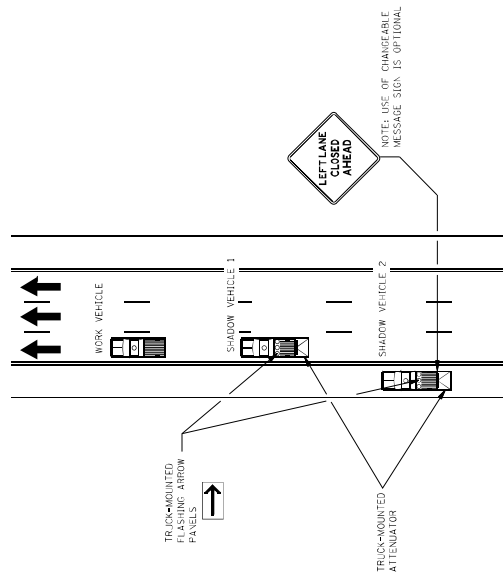 LEFT LANE
CLOSED
AHEAD
NOTE: USE OF CHANGEABLE
MESSAGE SIGN IS OPTIONAL
WORK VEHICLE
SHADOW VEHICLE 1
SHADOW VEHICLE 2
TRUCK-MOUNTED
FLASHING ARROW
PANELS
TRUCK-MOUNTED
ATTENUATOR